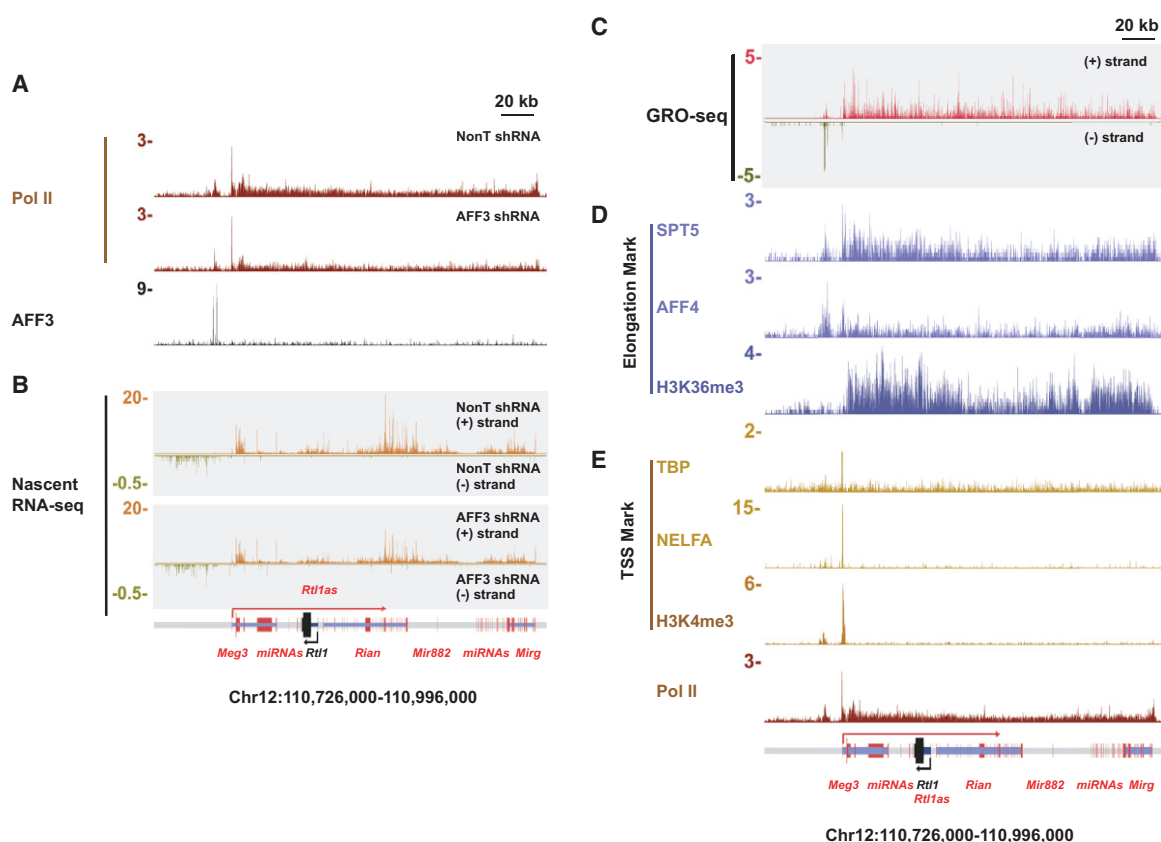 A
20 kb
3-
NonT shRNA
Pol II
3-
AFF3 shRNA
9-
AFF3
B
20-
NonT shRNA
(+) strand
NonT shRNA
(-) strand
-0.5-
Nascent
RNA-seq
20-
AFF3 shRNA
(+) strand
AFF3 shRNA
(-) strand
-0.5-
Rtl1as
Meg3 miRNAs Rtl1 Rian Mir882 miRNAs Mirg
Chr12:110,726,000-110,996,000
C
20 kb
5-
(+) strand
GRO-seq
(-) strand
-5-
D
Elongation Mark
3-
SPT5
3-
AFF4
4-
H3K36me3
E
TSS Mark
2-
TBP
15-
NELFA
6-
H3K4me3
3-
Pol II
Meg3 miRNAs Rtl1 Rian Mir882 miRNAs Mirg
Rtl1as
Chr12:110,726,000-110,996,000